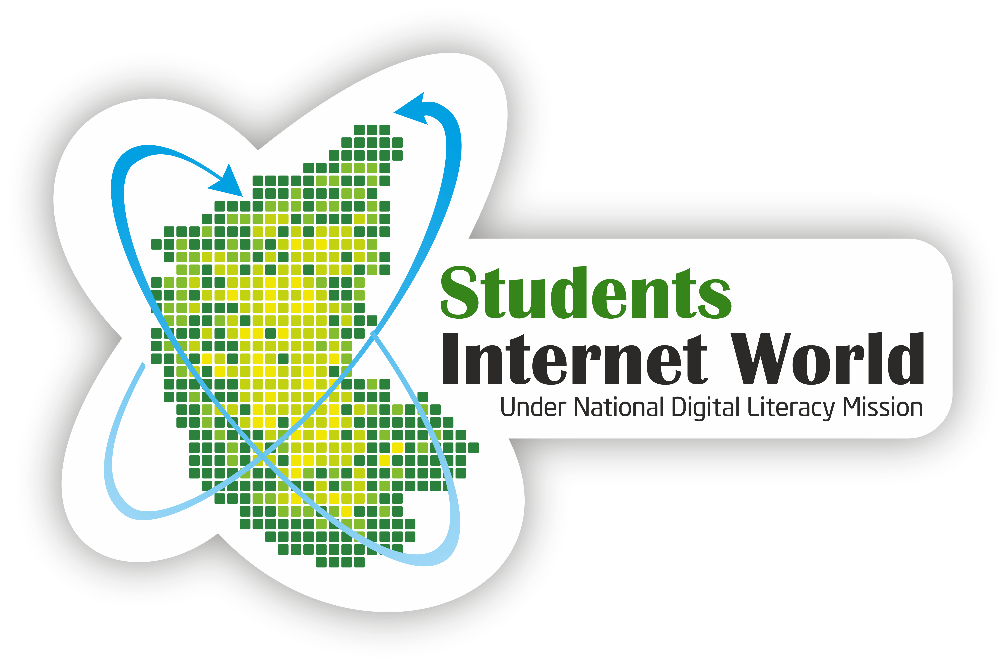 Students
Internet World
Under National Digital Literacy Mission